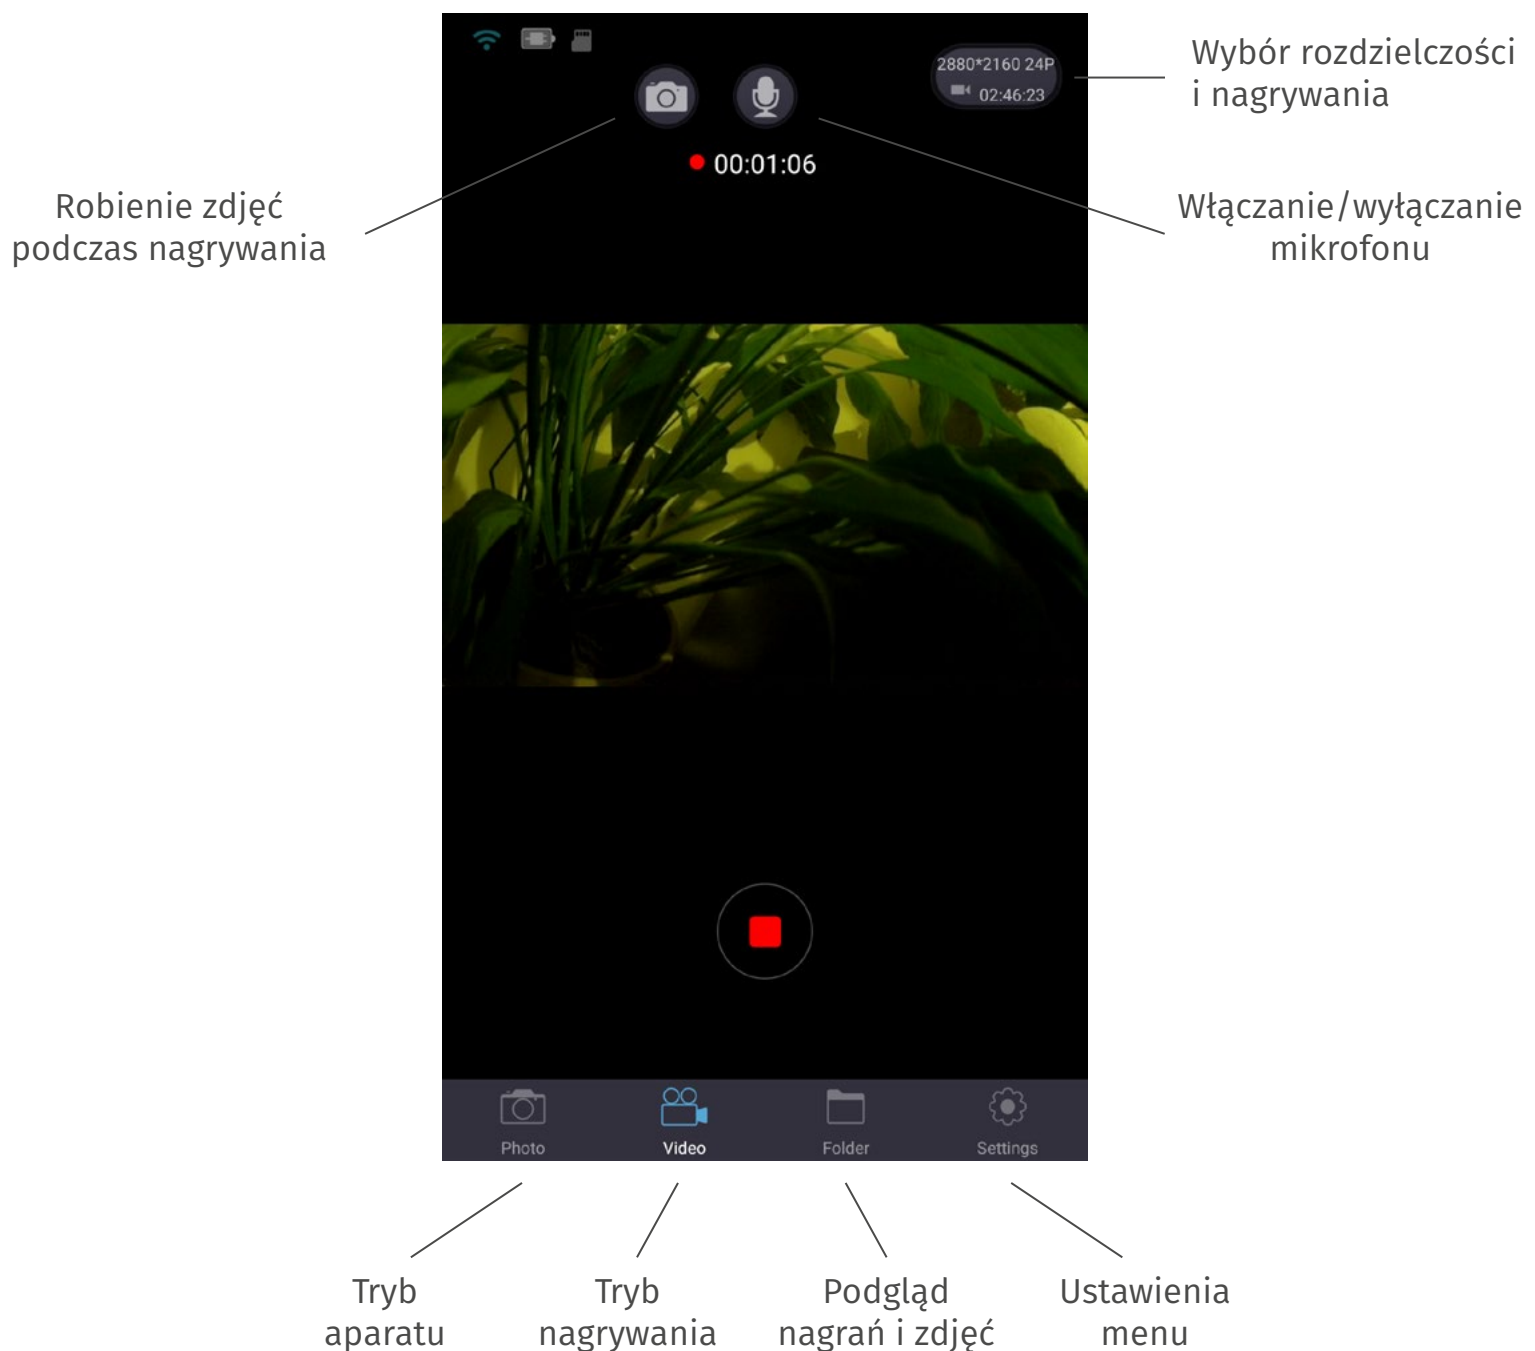 2880*2160 24P
02:46:23
Wybór rozdzielczości
i nagrywania
00:01:06
Robienie zdjęć
podczas nagrywania
Włączanie/wyłączanie
mikrofonu
Photo
Video
Folder
Settings
Tryb
aparatu
Tryb
nagrywania
Podgląd
nagrań i zdjęć
Ustawienia
menu